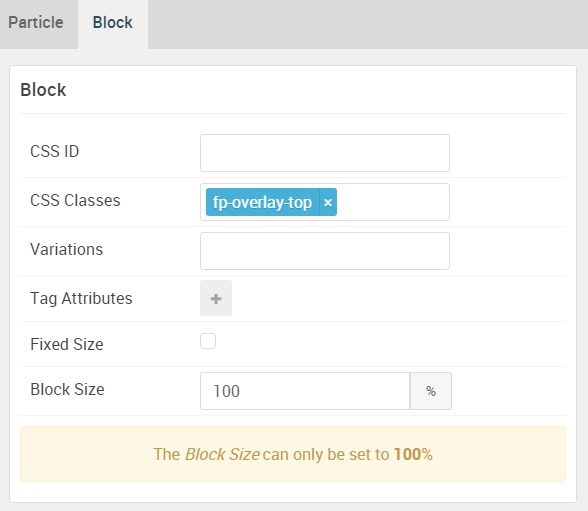 Particle Block
Block
CSS ID
CSS Classes fp-overlay-top ×
Variations
Tag Attributes +
Fixed Size
Block Size 100 %
The Block Size can only be set to 100%